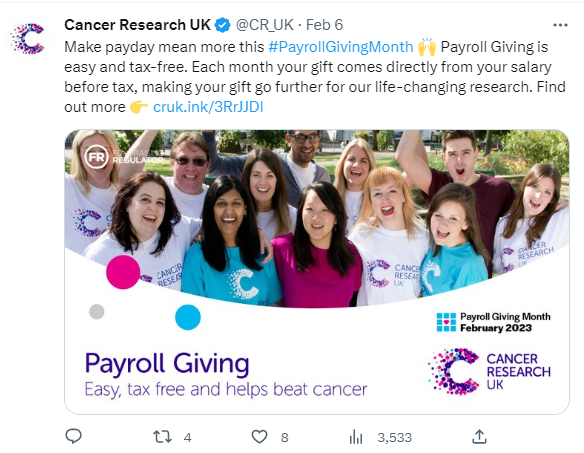 Cancer Research UK @CR_UK · Feb 6
Make payday mean more this #PayrollGivingMonth 🙌 Payroll Giving is
easy and tax-free. Each month your gift comes directly from your salary
before tax, making your gift go further for our life-changing research. Find
out more 👉 cruk.ink/3RrJJDl
FR
REGULATOR
CANCER
RESEARCH
UK
CANC
RESE
UK
CANCER
RESEARCH
UK
Payroll Giving Month
February 2023
Payroll Giving
Easy, tax free and helps beat cancer
CANCER
RESEARCH
UK
4 8 3,533